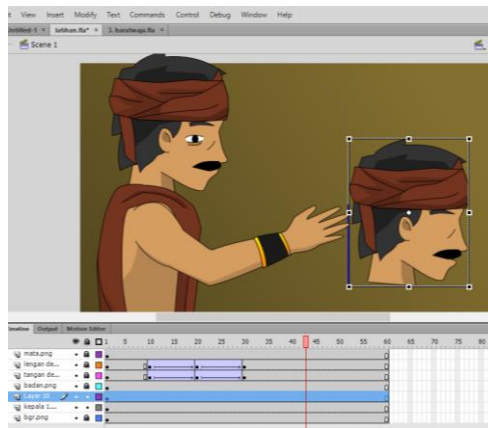 View Insert Modify Text Commands Control Debug Window Help
Untitled-1 × latihan.fla* × 3. baratwaja.fla ×
Scene 1
Timeline Output Motion Editor
1 5 10 15 20 25 30 35 40 45 50 55 60 65 70 75 80
mata.png
lengan de...
tangan de...
badan.png
Layer 10
kepala 1....
bgr.png